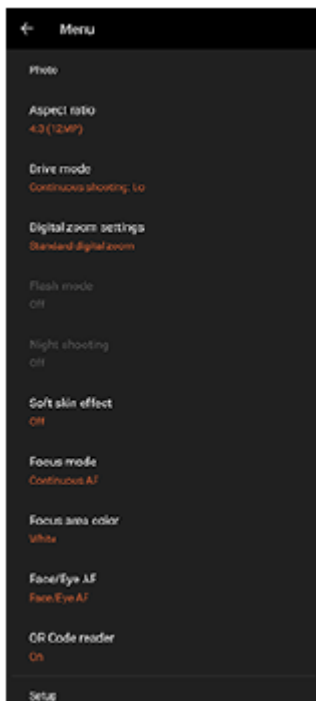 Menu
Photo
Aspect ratio
4:3 (12MP)
Drive mode
Continuous shooting: Lo
Digital zoom settings
Standard digital zoom
Flash mode
Off
Night shooting
Off
Soft skin effect
Off
Focus mode
Continuous AF
Focus area color
White
Face/Eye AF
Face/Eye AF
QR Code reader
On
Setup